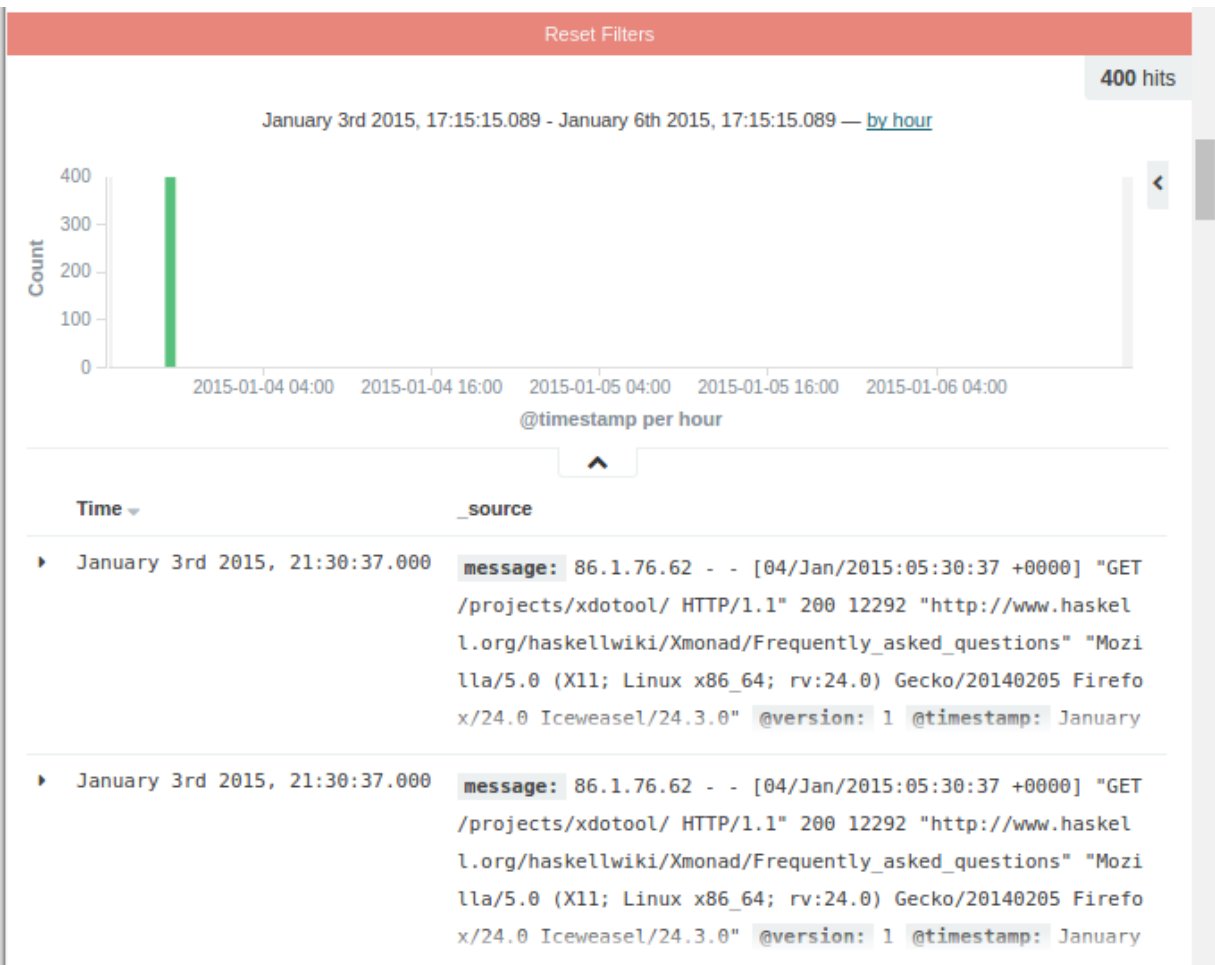 Reset Filters
400 hits
January 3rd 2015, 17:15:15.089 - January 6th 2015, 17:15:15.089 — by hour
400
300
200
100
0
Count
2015-01-04 04:00 2015-01-04 16:00 2015-01-05 04:00 2015-01-05 16:00 2015-01-06 04:00
@timestamp per hour
Time _source
January 3rd 2015, 21:30:37.000 message: 86.1.76.62 - - [04/Jan/2015:05:30:37 +0000] "GET
/projects/xdotool/ HTTP/1.1" 200 12292 "http://www.haskel
l.org/haskellwiki/Xmonad/Frequently_asked_questions" "Mozi
lla/5.0 (X11; Linux x86_64; rv:24.0) Gecko/20140205 Firefo
x/24.0 Iceweasel/24.3.0" @version: 1 @timestamp: January
January 3rd 2015, 21:30:37.000 message: 86.1.76.62 - - [04/Jan/2015:05:30:37 +0000] "GET
/projects/xdotool/ HTTP/1.1" 200 12292 "http://www.haskel
l.org/haskellwiki/Xmonad/Frequently_asked_questions" "Mozi
lla/5.0 (X11; Linux x86_64; rv:24.0) Gecko/20140205 Firefo
x/24.0 Iceweasel/24.3.0" @version: 1 @timestamp: January